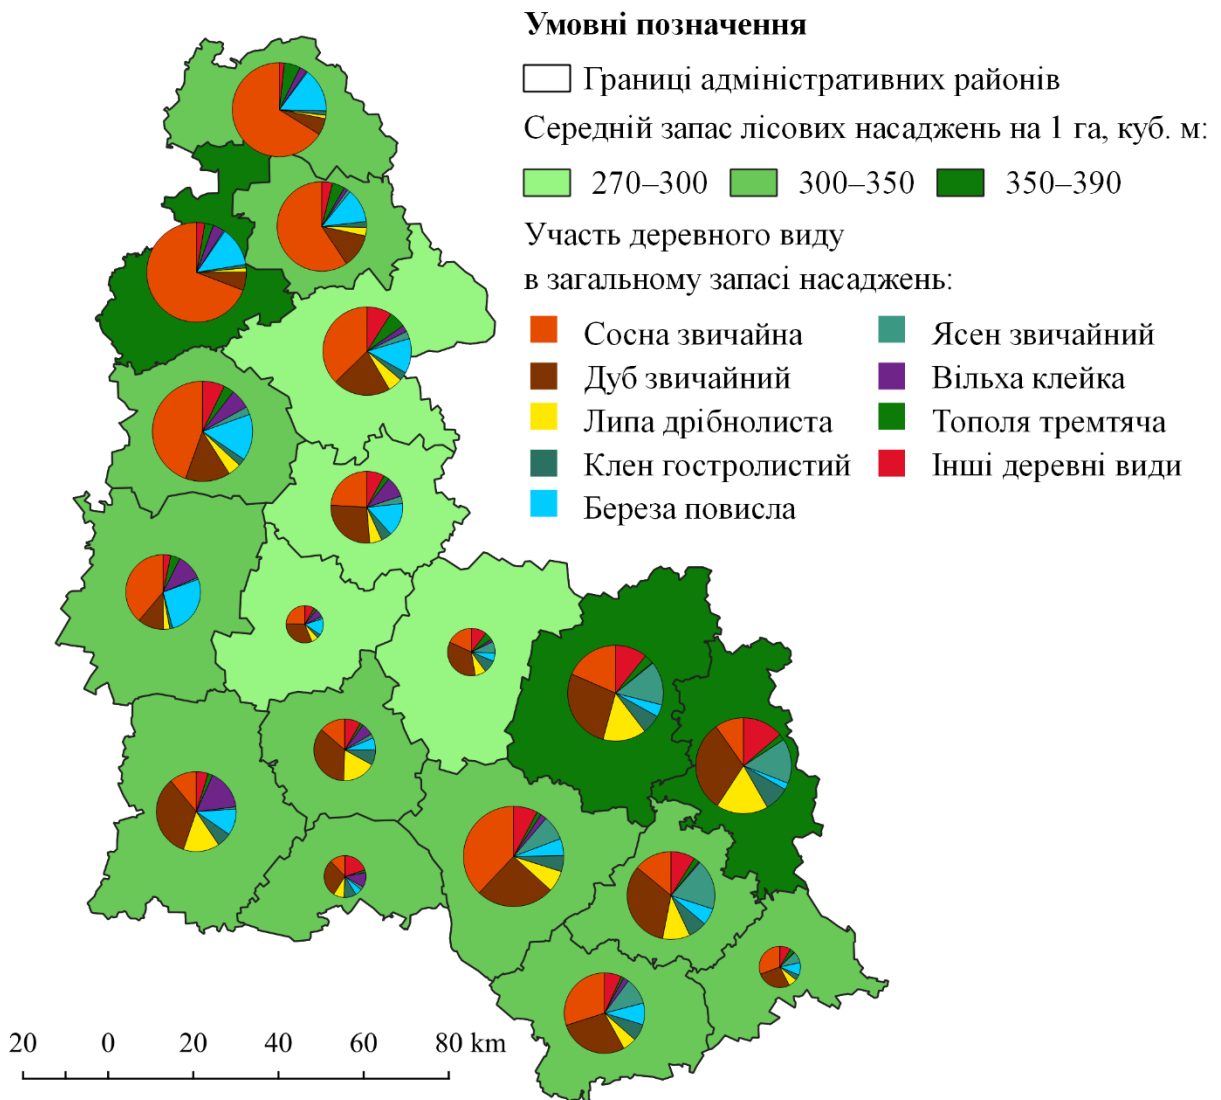 Умовні позначення
Границі адміністративних районів
Середній запас лісових насаджень на 1 га, куб. м:
270–300 300–350 350–390
Участь деревного виду
в загальному запасі насаджень:
Сосна звичайна Ясен звичайний
Дуб звичайний Вільха клейка
Липа дрібнолиста Тополя тремтяча
Клен гостролистий Інші деревні види
Береза повисла
20 0 20 40 60 80 km